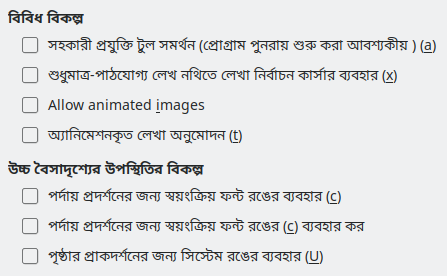 বিবিধ বিকল্প
সহকারী প্রযুক্তি টুল সমর্থন (প্রোগ্রাম পুনরায় শুরু করা আবশ্যকীয় ) (a)
শুধুমাত্র-পাঠযোগ্য লেখ নথিতে লেখা নির্বাচন কার্সার ব্যবহার (x)
Allow animated images
অ্যানিমেশনকৃত লেখা অনুমোদন (t)
উচ্চ বৈসাদৃশ্যের উপস্থিতির বিকল্প
পর্দায় প্রদর্শনের জন্য স্বয়ংক্রিয় ফন্ট রঙের ব্যবহার (c)
পর্দায় প্রদর্শনের জন্য স্বয়ংক্রিয় ফন্ট রঙের (c) ব্যবহার কর
পৃষ্ঠার প্রাকদর্শনের জন্য সিস্টেম রঙের ব্যবহার (U)